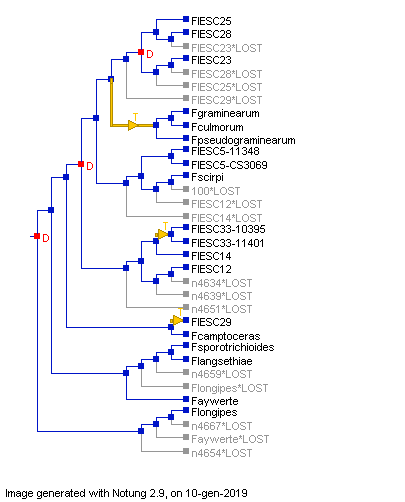 FIESC25
FIESC28
FIESC23*LOST
D
FIESC23
FIESC28*LOST
FIESC25*LOST
FIESC29*LOST
Fgraminearum
T
Fculmorum
Fpseudograminearum
FIESC5-11348
D
FIESC5-CS3069
Fscirpi
100*LOST
FIESC12*LOST
FIESC14*LOST
T
FIESC33-10395
D
FIESC33-11401
FIESC14
FIESC12
n4634*LOST
n4639*LOST
n4651*LOST
T
FIESC29
Fcamptoceras
Fsporotrichioides
Flangsethiae
n4659*LOST
Flongipes*LOST
Faywerte
Flongipes
n4667*LOST
Faywerte*LOST
n4654*LOST
Image generated with Notung 2.9, on 10-gen-2019